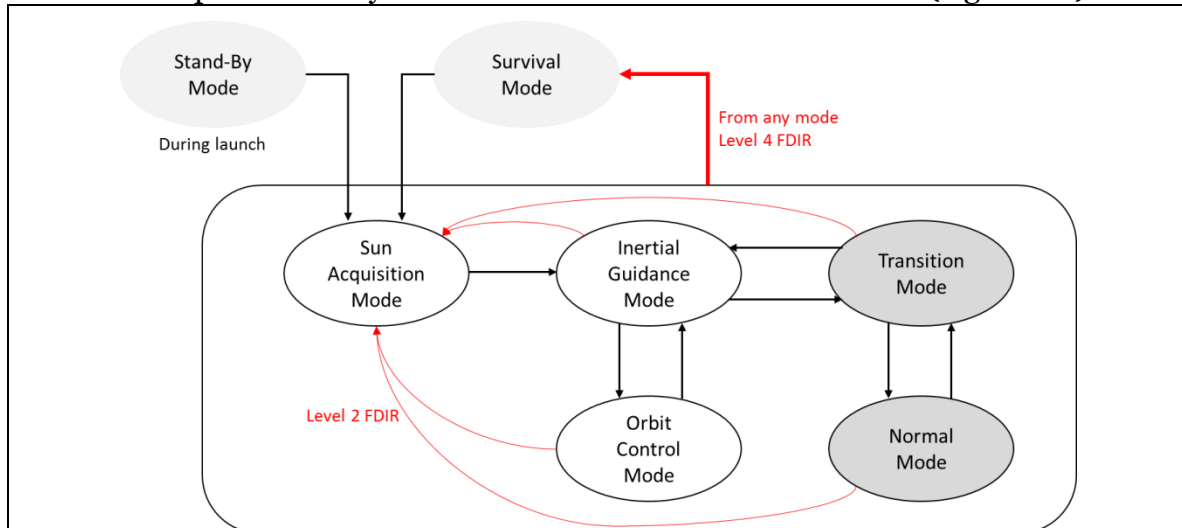 Stand-By
Mode
During launch
Survival
Mode
From any mode
Level 4 FDIR
Sun
Acquisition
Mode
Inertial
Guidance
Mode
Transition
Mode
Level 2 FDIR
Orbit
Control
Mode
Normal
Mode